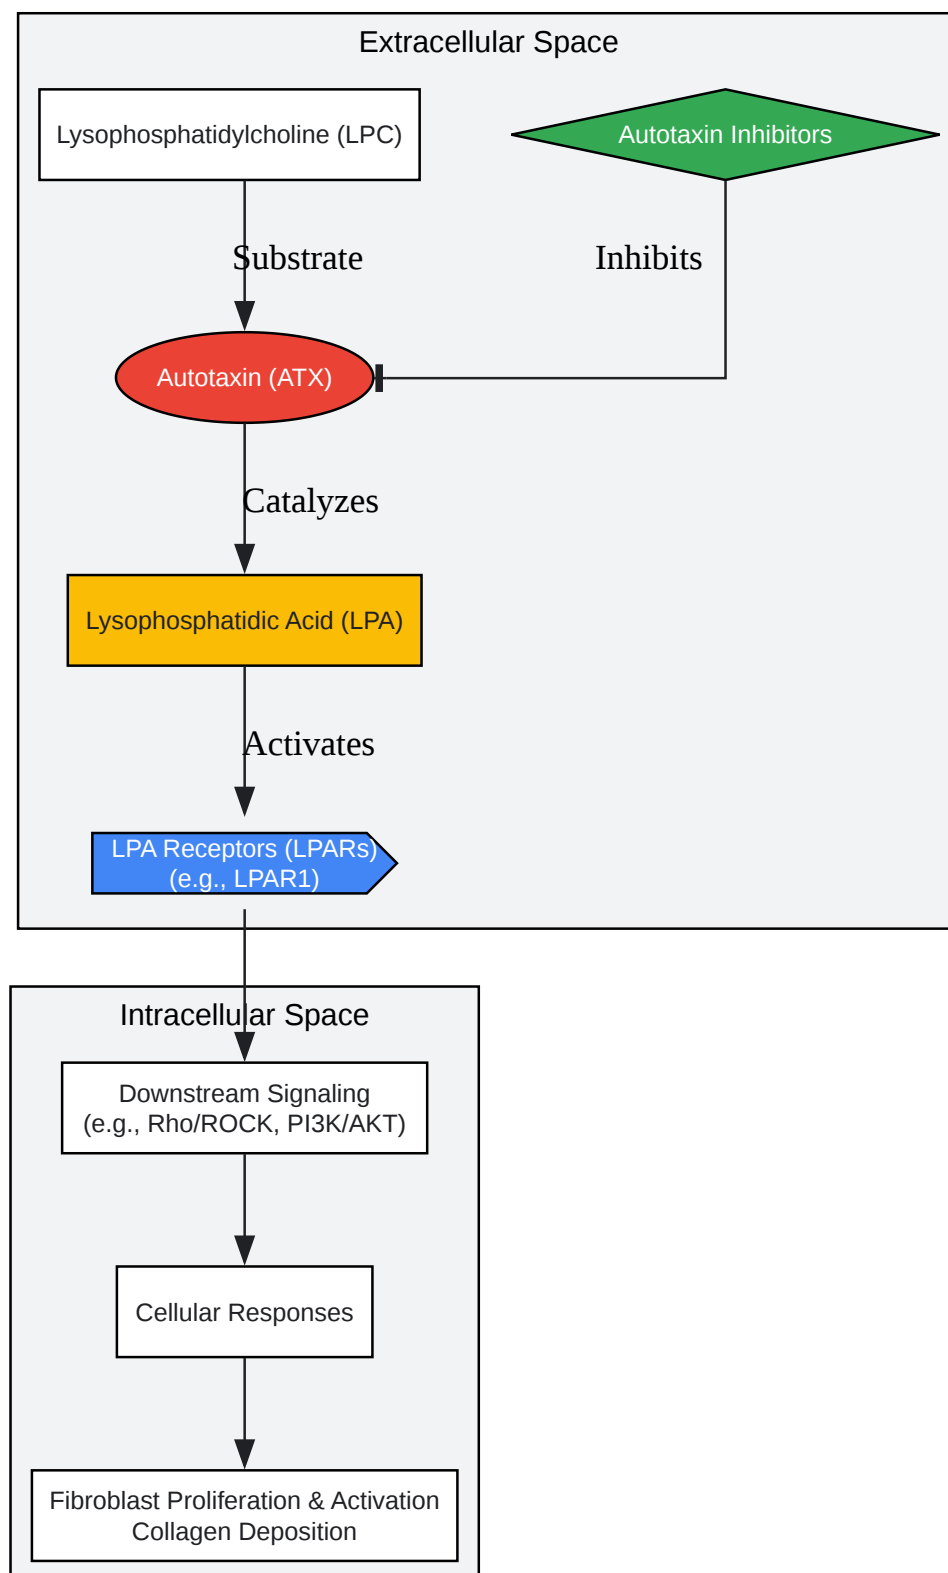 Extracellular Space
Lysophosphatidylcholine (LPC)
Autotaxin Inhibitors
Substrate
Inhibits
Autotaxin (ATX)
Catalyzes
Lysophosphatidic Acid (LPA)
Activates
LPA Receptors (LPARs)
(e.g., LPAR1)
Intracellular Space
Downstream Signaling
(e.g., Rho/ROCK, PI3K/AKT)
Cellular Responses
Fibroblast Proliferation & Activation
Collagen Deposition